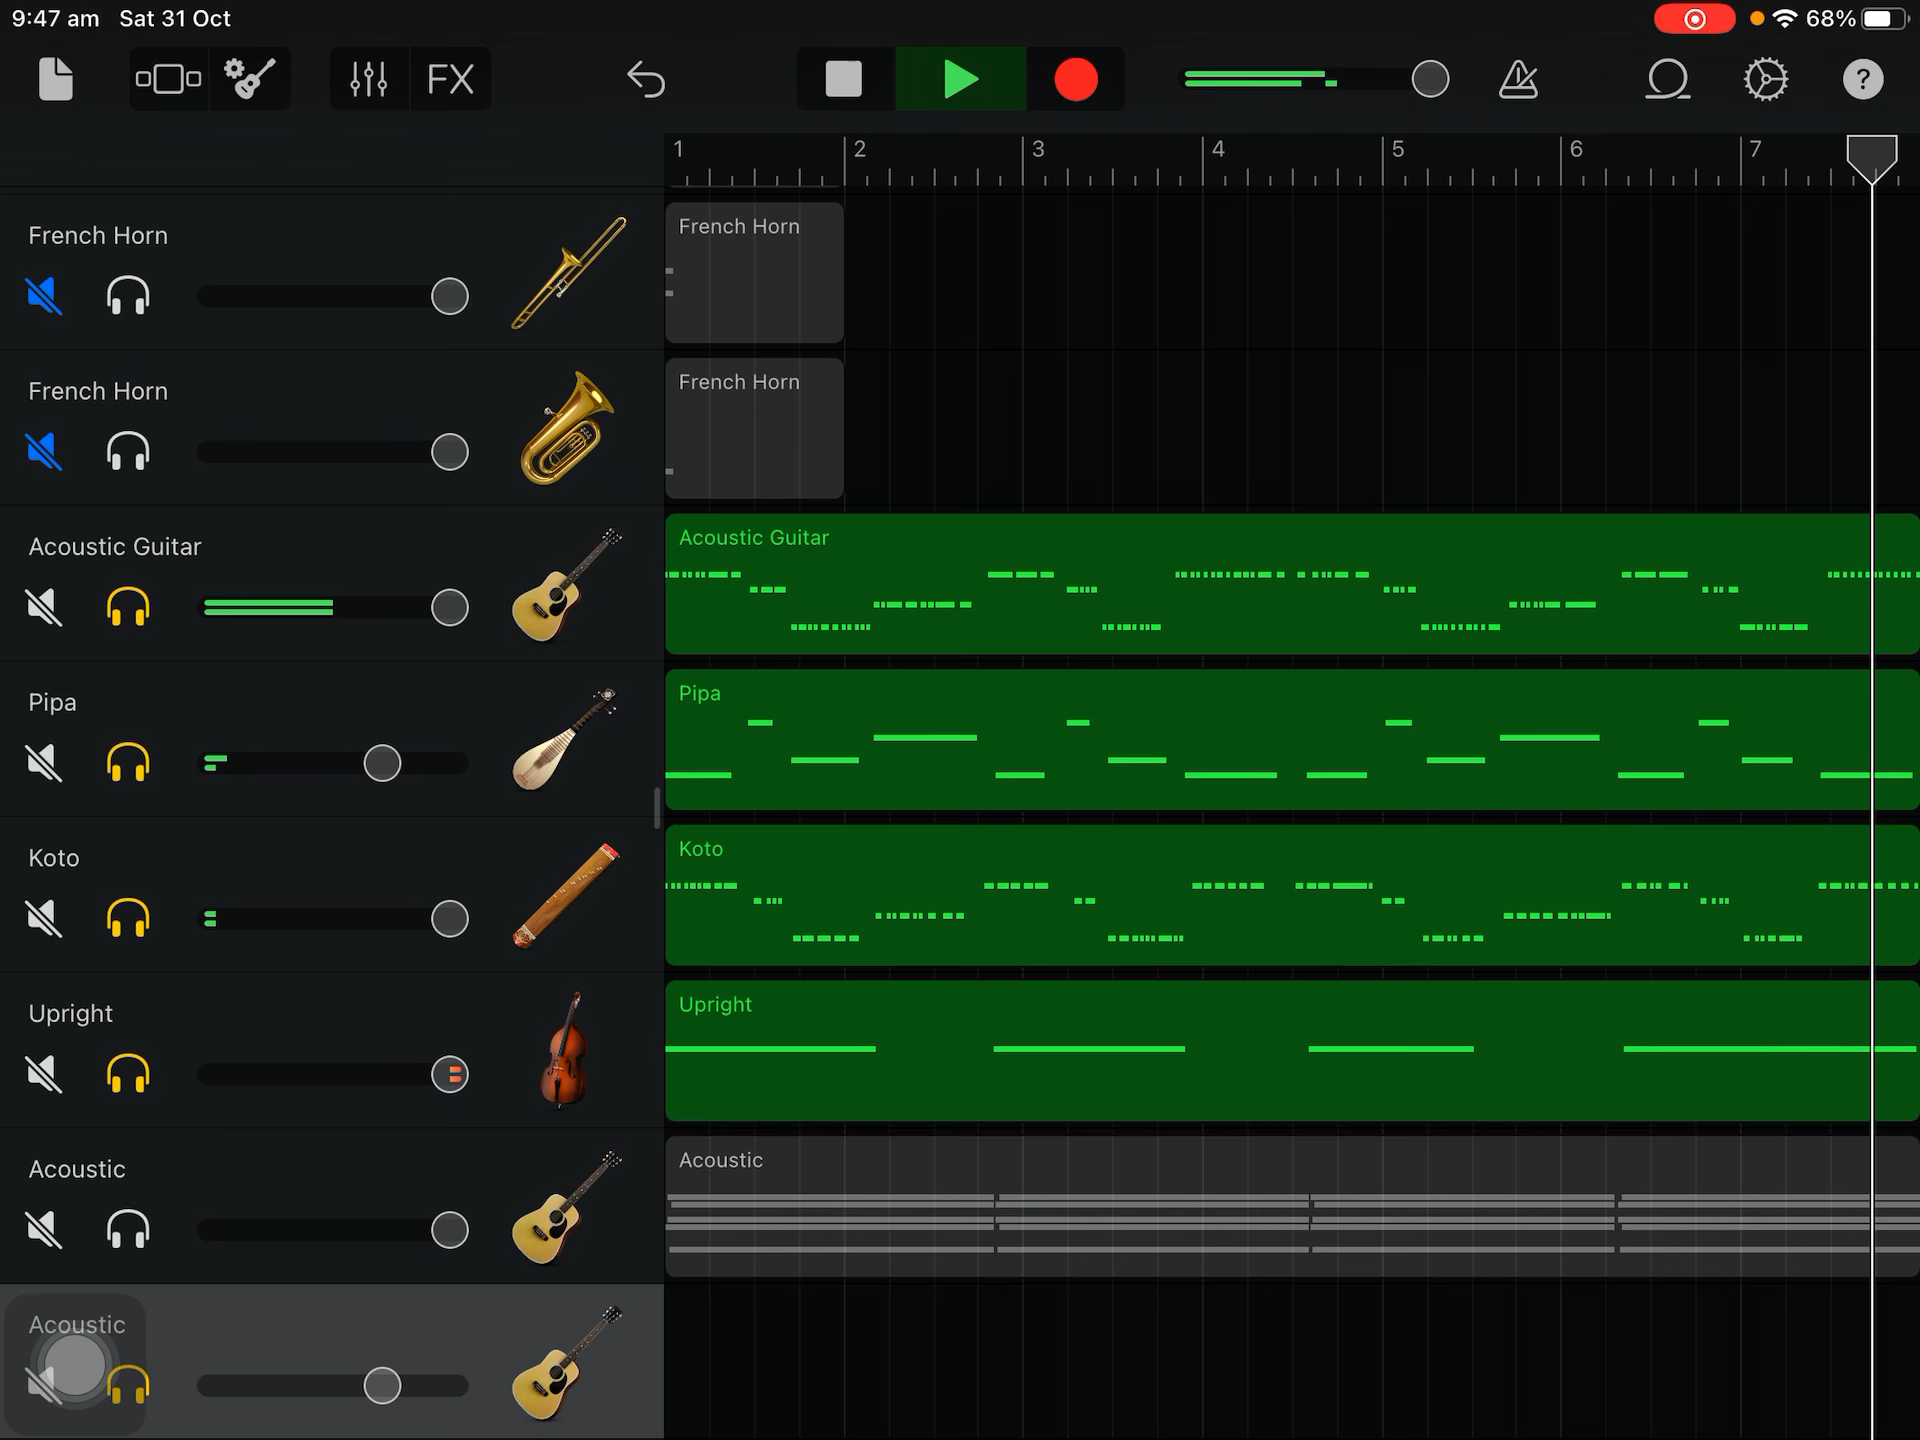 9:47 am Sat 31 Oct 68%
FX ?
1 2 3 4 5 6 7
French Horn French Horn
French Horn French Horn
Acoustic Guitar Acoustic Guitar
Pipa Pipa
Koto Koto
Upright Upright
Acoustic Acoustic
Acoustic